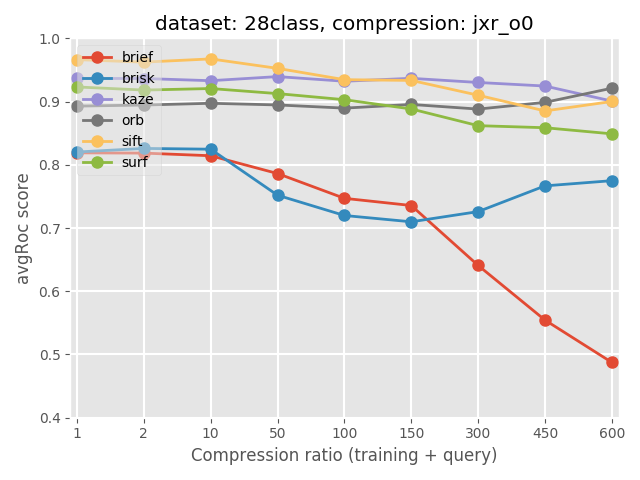 dataset: 28class, compression: jxr_o0
1.0
0.9
0.8
0.7
0.6
0.5
0.4
avgRoc score
brief
brisk
kaze
orb
sift
surf
1 2 10 50 100 150 300 450 600
Compression ratio (training + query)